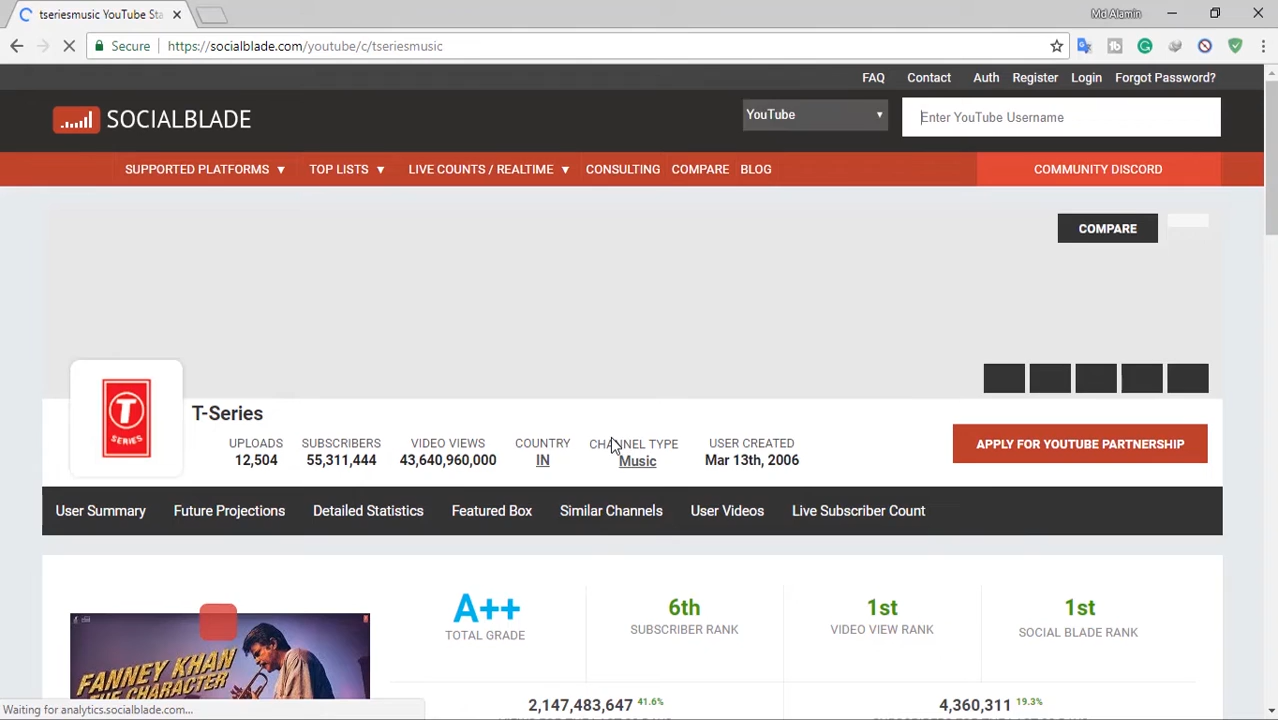 tseriesmusic YouTube Sta
Md Alamin
Secure https://socialblade.com/youtube/c/tseriesmusic
FAQ Contact Auth Register Login Forgot Password?
SOCIALBLADE
YouTube
Enter YouTube Username
SUPPORTED PLATFORMS TOP LISTS LIVE COUNTS / REALTIME CONSULTING COMPARE BLOG COMMUNITY DISCORD
COMPARE
T SERIES
T-Series
UPLOADS SUBSCRIBERS VIDEO VIEWS COUNTRY CHANNEL TYPE USER CREATED
12,504 55,311,444 43,640,960,000 IN Music Mar 13th, 2006
APPLY FOR YOUTUBE PARTNERSHIP
User Summary Future Projections Detailed Statistics Featured Box Similar Channels User Videos Live Subscriber Count
A++ 6th 1st 1st
TOTAL GRADE SUBSCRIBER RANK VIDEO VIEW RANK SOCIAL BLADE RANK
FANNEY KHAN
THE CHARACTER
2,147,483,647 41.6% 4,360,311 19.3%
Waiting for analytics.socialblade.com...